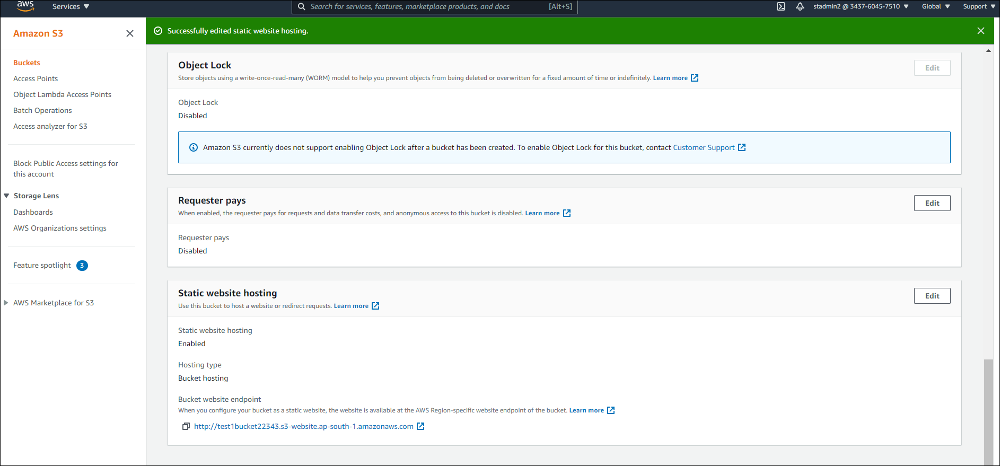 aws
Services
Search for services, features, marketplace products, and docs
[Alt+S]
stadmin2 @ 3437-6045-7510
Global
Support
Amazon S3
Buckets
Access Points
Object Lambda Access Points
Batch Operations
Access analyzer for S3
Block Public Access settings for
this account
Storage Lens
Dashboards
AWS Organizations settings
Feature spotlight 3
AWS Marketplace for S3
Successfully edited static website hosting.
Object Lock
Edit
Store objects using a write-once-read-many (WORM) model to help you prevent objects from being deleted or overwritten for a fixed amount of time or indefinitely. Learn more
Object Lock
Disabled
Amazon S3 currently does not support enabling Object Lock after a bucket has been created. To enable Object Lock for this bucket, contact Customer Support
Requester pays
Edit
When enabled, the requester pays for requests and data transfer costs, and anonymous access to this bucket is disabled. Learn more
Requester pays
Disabled
Static website hosting
Edit
Use this bucket to host a website or redirect requests. Learn more
Static website hosting
Enabled
Hosting type
Bucket hosting
Bucket website endpoint
When you configure your bucket as a static website, the website is available at the AWS Region-specific website endpoint of the bucket. Learn more
http://test1bucket22343.s3-website.ap-south-1.amazonaws.com